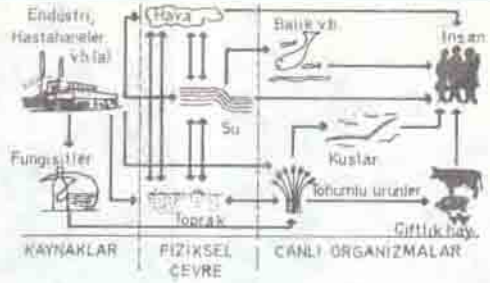 Endüstri,
Hastahaneler
v.b.(a)
Hava
Balık v.b.
İnsan
Su
Fungisitler
Kuşlar
Toprak
Tohumlu ürünler
Çiftlik hay.
KAYNAKLAR
FİZİKSEL
ÇEVRE
CANLI ORGANİZMALAR